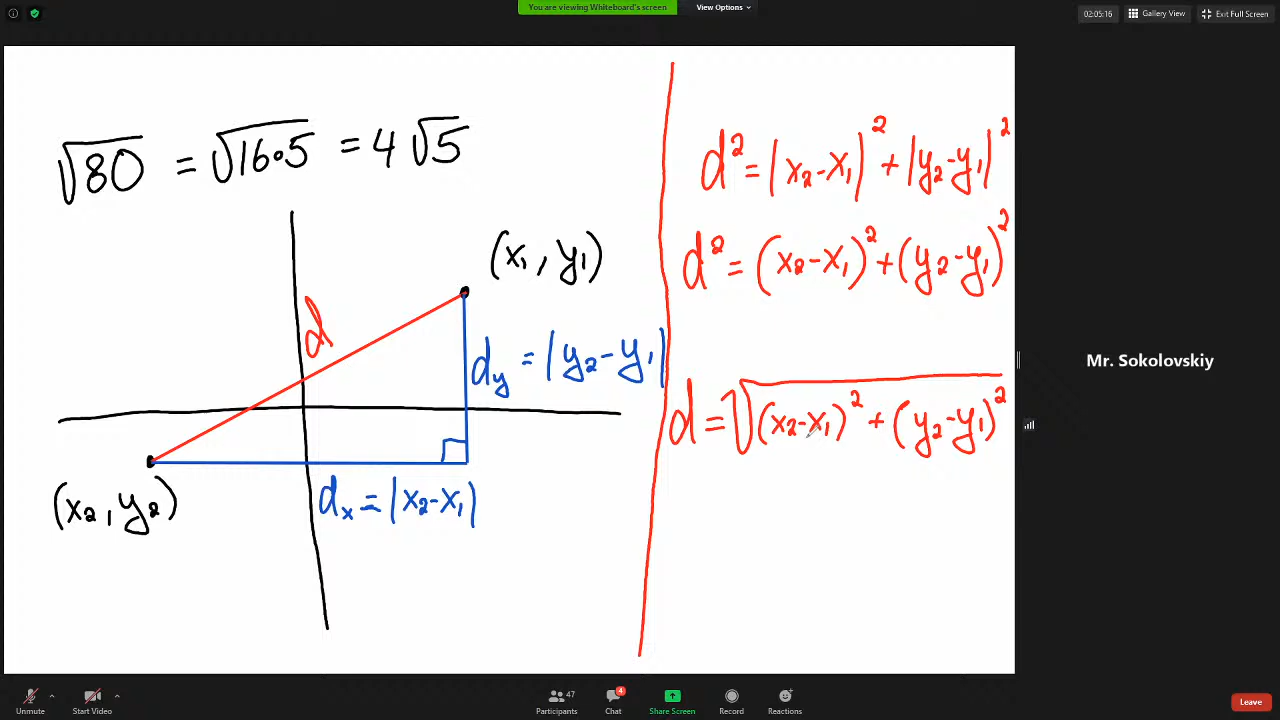 You are viewing Whiteboard's screen
View Options
02:05:16
Gallery View
Exit Full Screen
√80 = √16•5 = 4√5
(x₁, y₁)
d
d_y = |y₂-y₁|
(x₂, y₂)
d_x = |x₂-x₁|
d² = |x₂-x₁|² + |y₂-y₁|²
d² = (x₂-x₁)² + (y₂-y₁)²
d = √(x₂-x₁)² + (y₂-y₁)²
Mr. Sokolovskiy
Unmute
Start Video
47
Participants
4
Chat
Share Screen
Record
Reactions
Leave